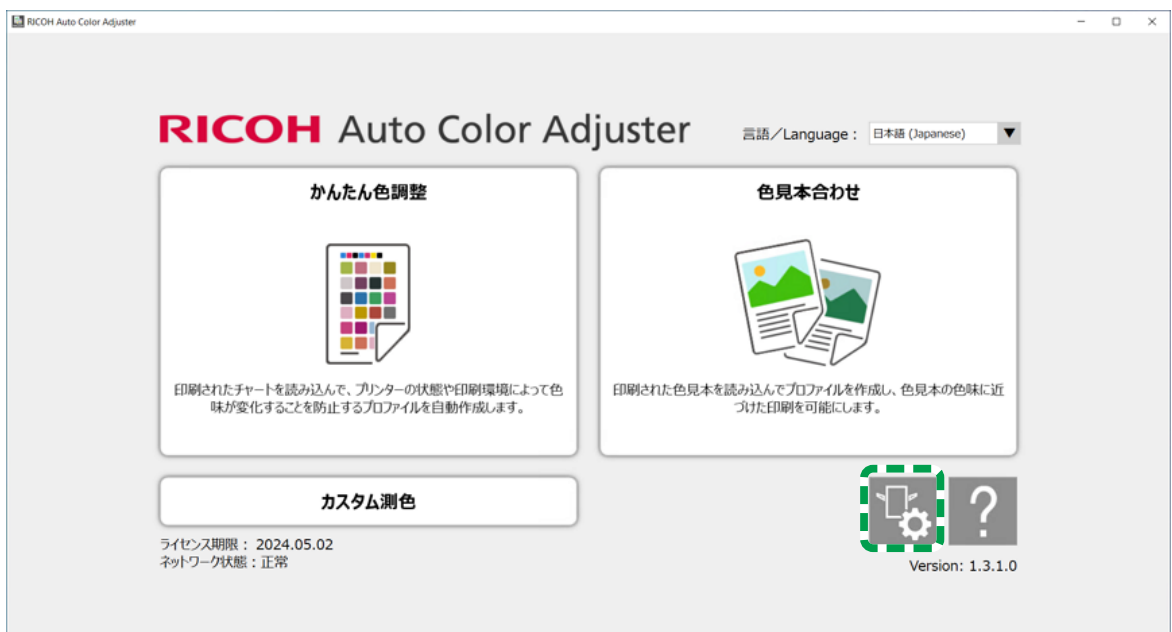 RICOH Auto Color Adjuster
RICOH Auto Color Adjuster
言語／Language : 日本語 (Japanese)
かんたん色調整
印刷されたチャートを読み込んで、プリンターの状態や印刷環境によって色
味が変化することを防止するプロファイルを自動作成します。
色見本合わせ
印刷された色見本を読み込んでプロファイルを作成し、色見本の色味に近
づけた印刷を可能にします。
カスタム測色
?
ライセンス期限 : 2024.05.02
ネットワーク状態 : 正常
Version: 1.3.1.0